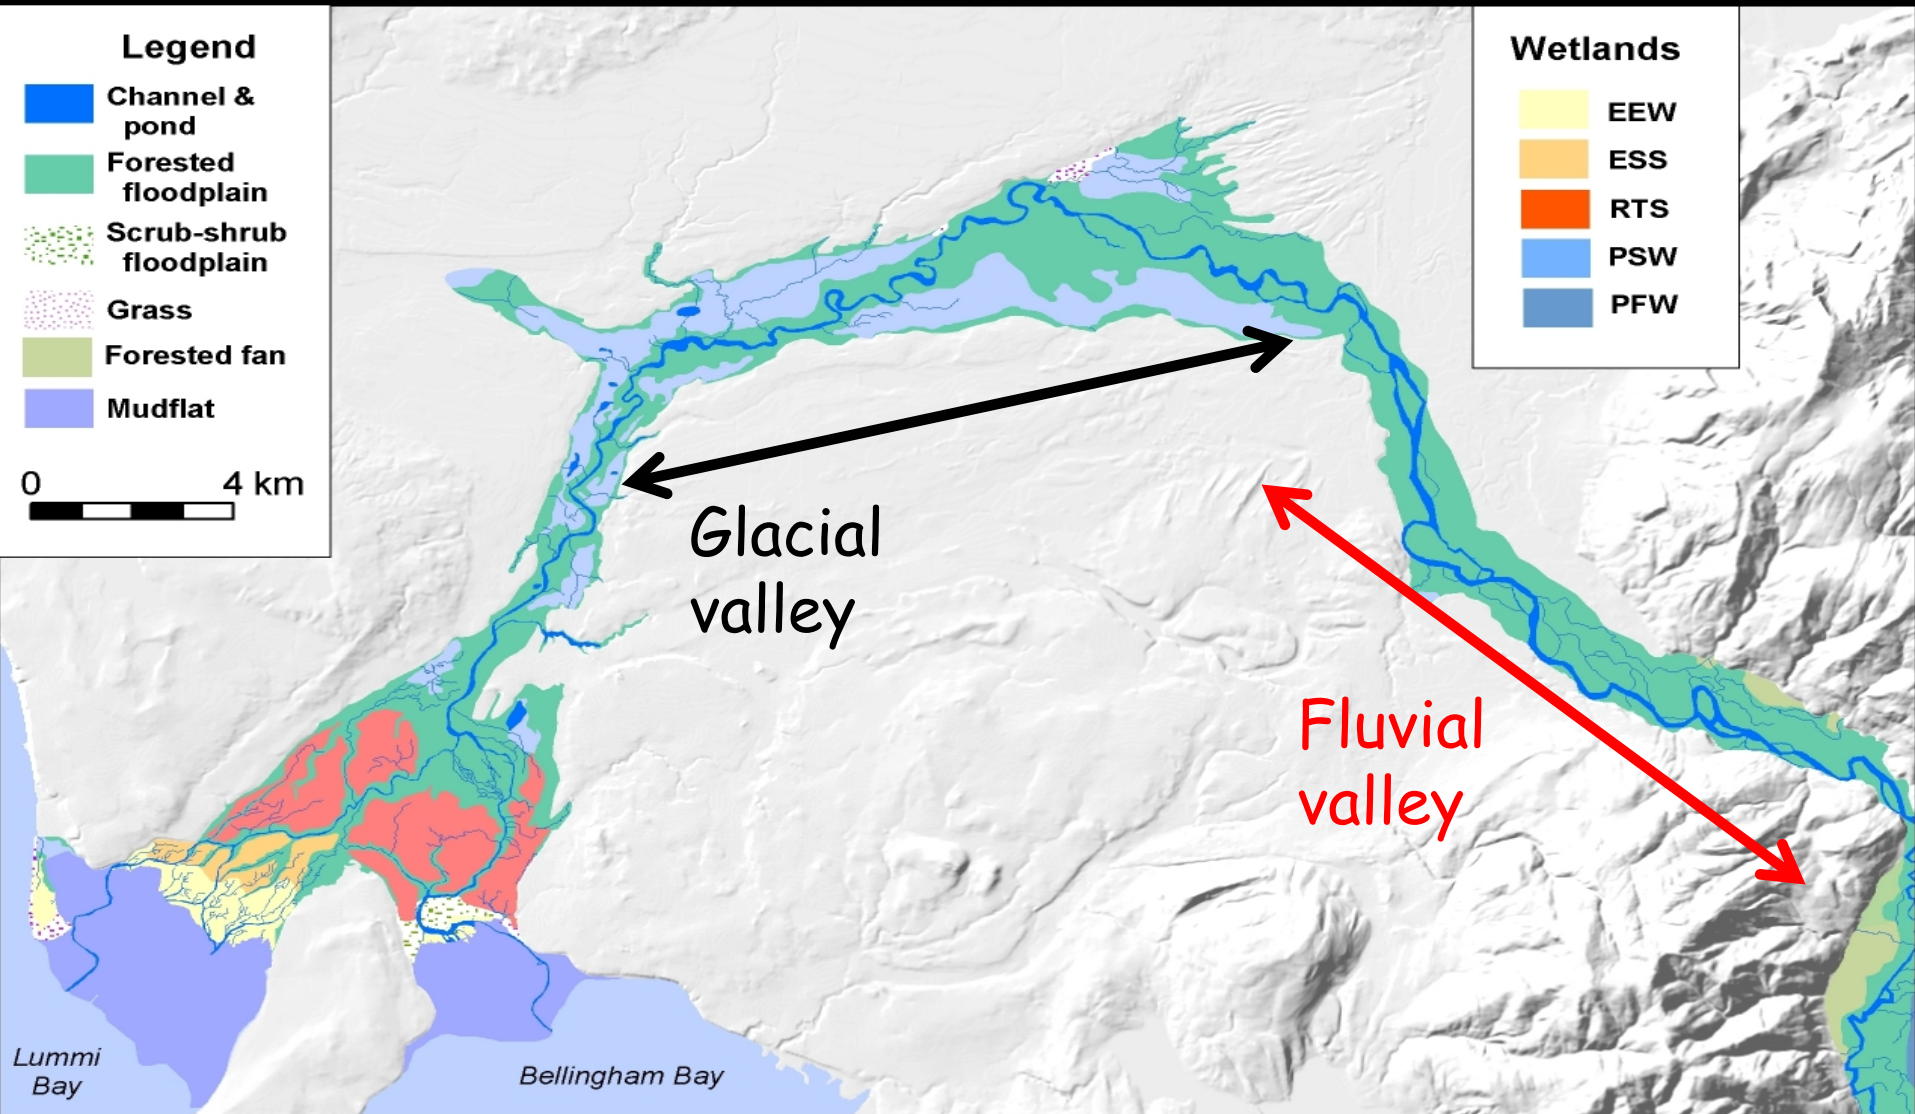 Legend
Channel &
pond
Forested
floodplain
Scrub-shrub
floodplain
Grass
Forested fan
Mudflat
0 4 km
Wetlands
EEW
ESS
RTS
PSW
PFW
Glacial
valley
Fluvial
valley
Lummi
Bay
Bellingham Bay